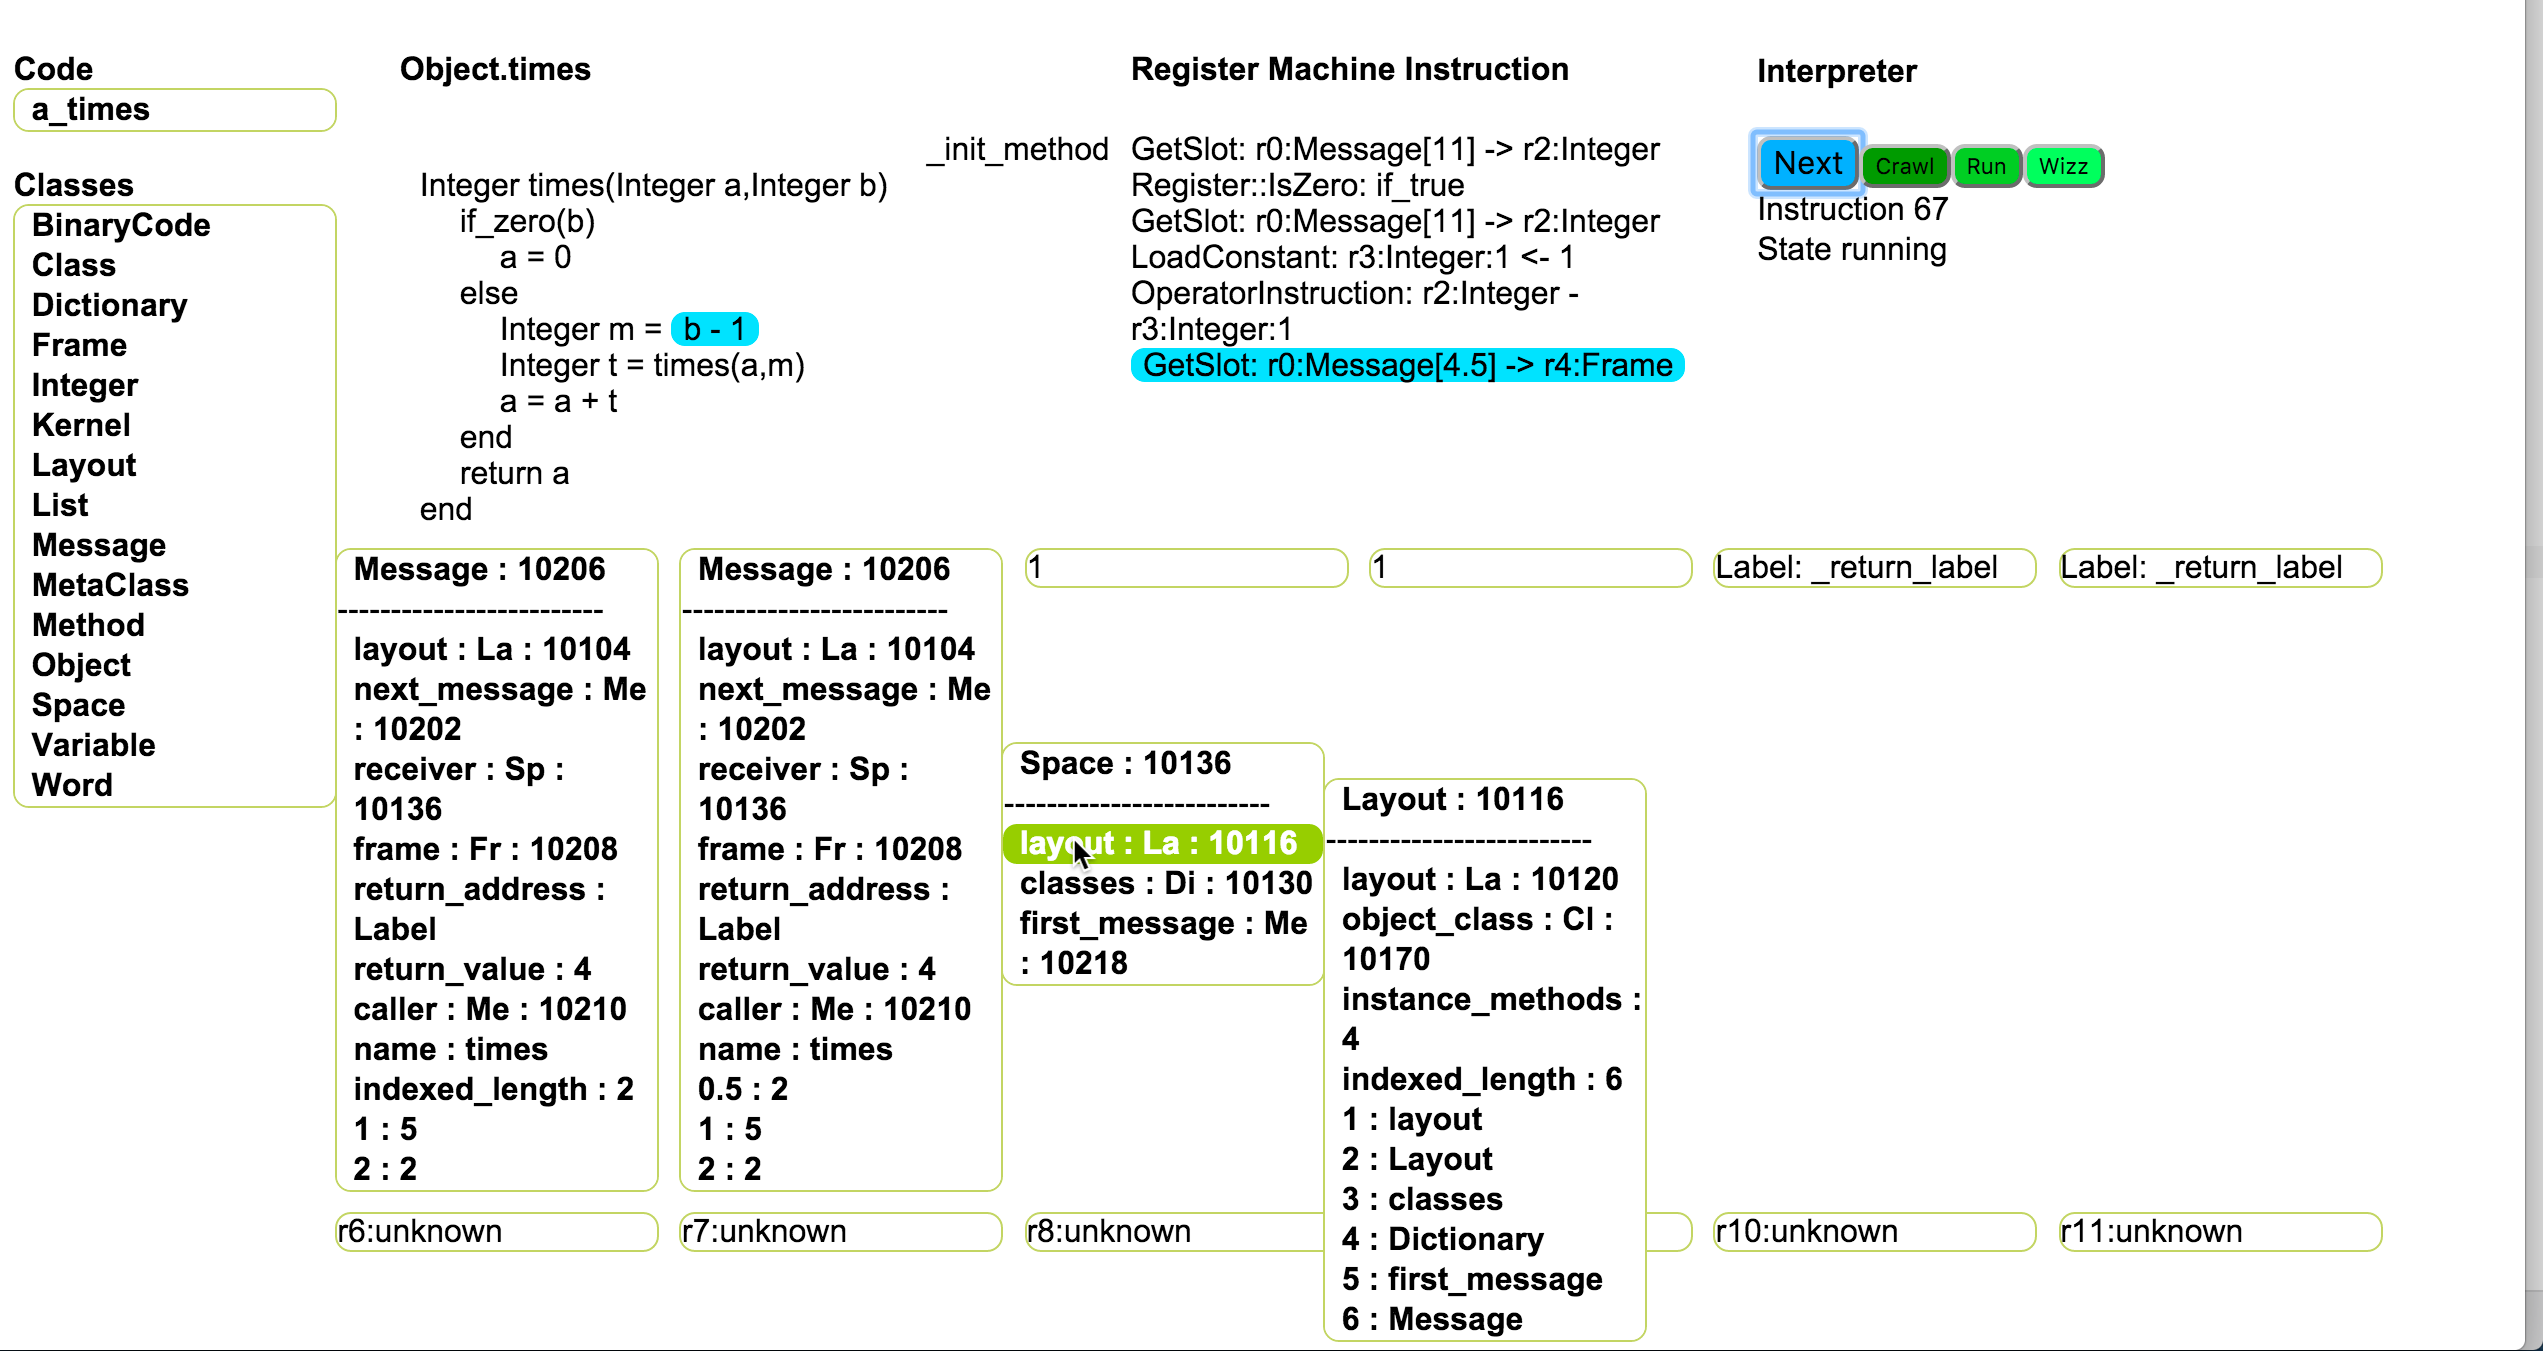 Code
a_times
Classes
BinaryCode
Class
Dictionary
Frame
Integer
Kernel
Layout
List
Message
MetaClass
Method
Object
Space
Variable
Word
Object.times
Integer times(Integer a,Integer b)
if_zero(b)
a = 0
else
Integer m = b - 1
Integer t = times(a,m)
a = a + t
end
return a
end
Register Machine Instruction
_init_method GetSlot: r0:Message[11] -> r2:Integer
Register::IsZero: if_true
GetSlot: r0:Message[11] -> r2:Integer
LoadConstant: r3:Integer:1 <- 1
OperatorInstruction: r2:Integer -
r3:Integer:1
GetSlot: r0:Message[4.5] -> r4:Frame
Interpreter
Next Crawl Run Wizz
Instruction 67
State running
Message : 10206
-------------------------
layout : La : 10104
next_message : Me
: 10202
receiver : Sp :
10136
frame : Fr : 10208
return_address :
Label
return_value : 4
caller : Me : 10210
name : times
indexed_length : 2
1 : 5
2 : 2
Message : 10206
-------------------------
layout : La : 10104
next_message : Me
: 10202
receiver : Sp :
10136
frame : Fr : 10208
return_address :
Label
return_value : 4
caller : Me : 10210
name : times
0.5 : 2
1 : 5
2 : 2
1
1
Label: _return_label
Label: _return_label
Space : 10136
-------------------------
layout : La : 10116
classes : Di : 10130
first_message : Me
: 10218
Layout : 10116
-------------------------
layout : La : 10120
object_class : Cl :
10170
instance_methods :
4
indexed_length : 6
1 : layout
2 : Layout
3 : classes
4 : Dictionary
5 : first_message
6 : Message
r6:unknown
r7:unknown
r8:unknown
r10:unknown
r11:unknown